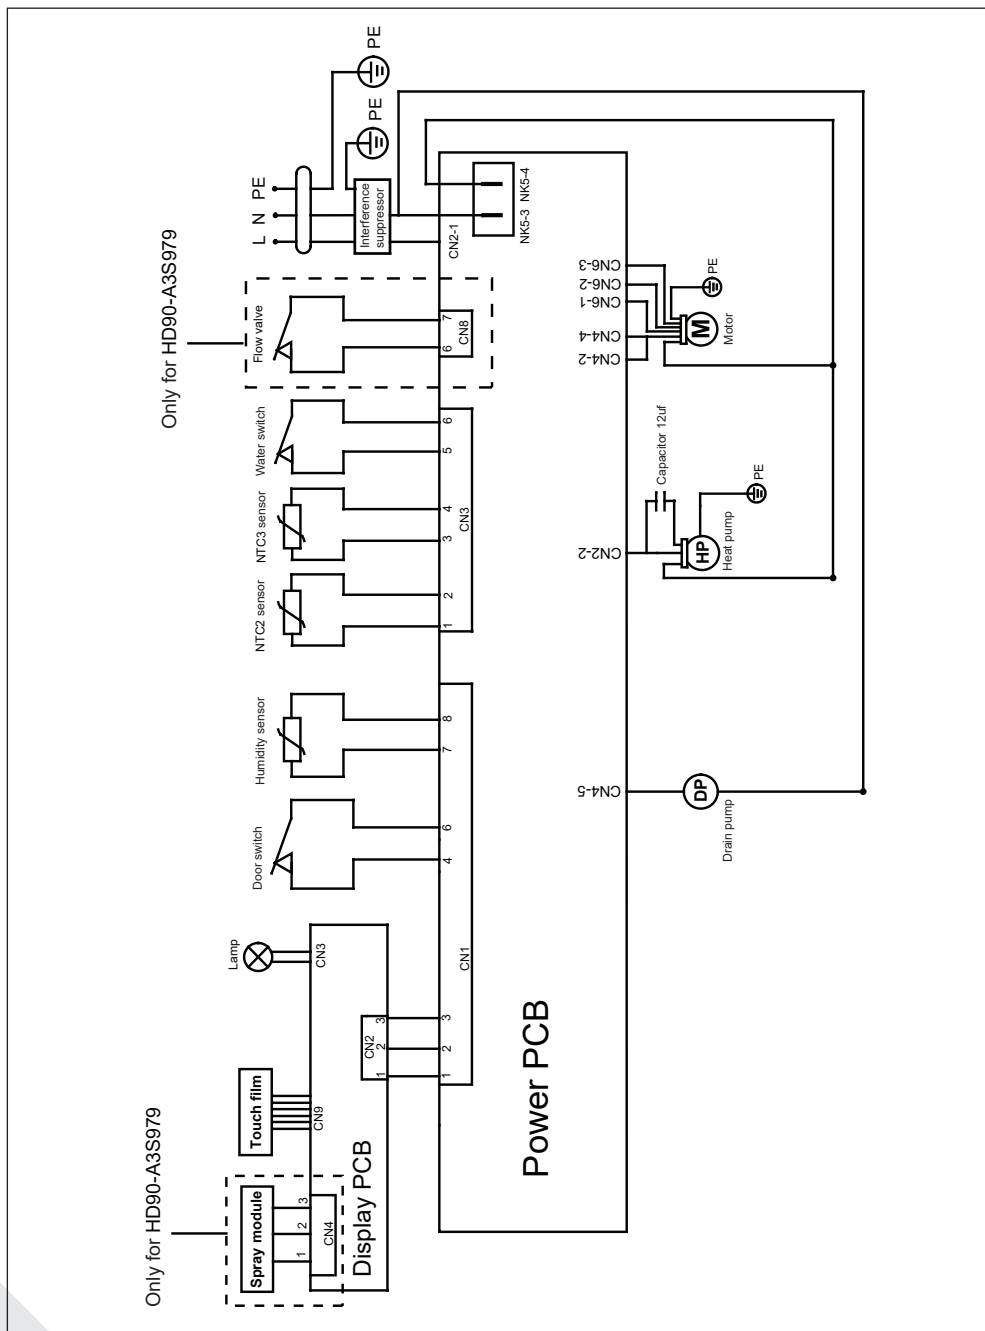 Only for HD90-A3S979
Only for HD90-A3S979
Spray module
1 2 3
CN4
Touch film
CN9
Lamp
CN3
Display PCB
CN2
1 2 3
Door switch
Humidity sensor
NTC2 sensor
NTC3 sensor
Water switch
Flow valve
L N PE
PE
PE
Interference
suppressor
1 2 3 4 6 7 8
CN1
1 2 3 4 5 6
CN3
6 7
CN8
CN2-1
NK5-3 NK5-4
Power PCB
CN4-5
CN2-2
CN4-2
CN4-4
CN6-1
CN6-2
CN6-3
DP
Drain pump
HP
Heat pump
Capacitor 12uf
PE
M
Motor
PE